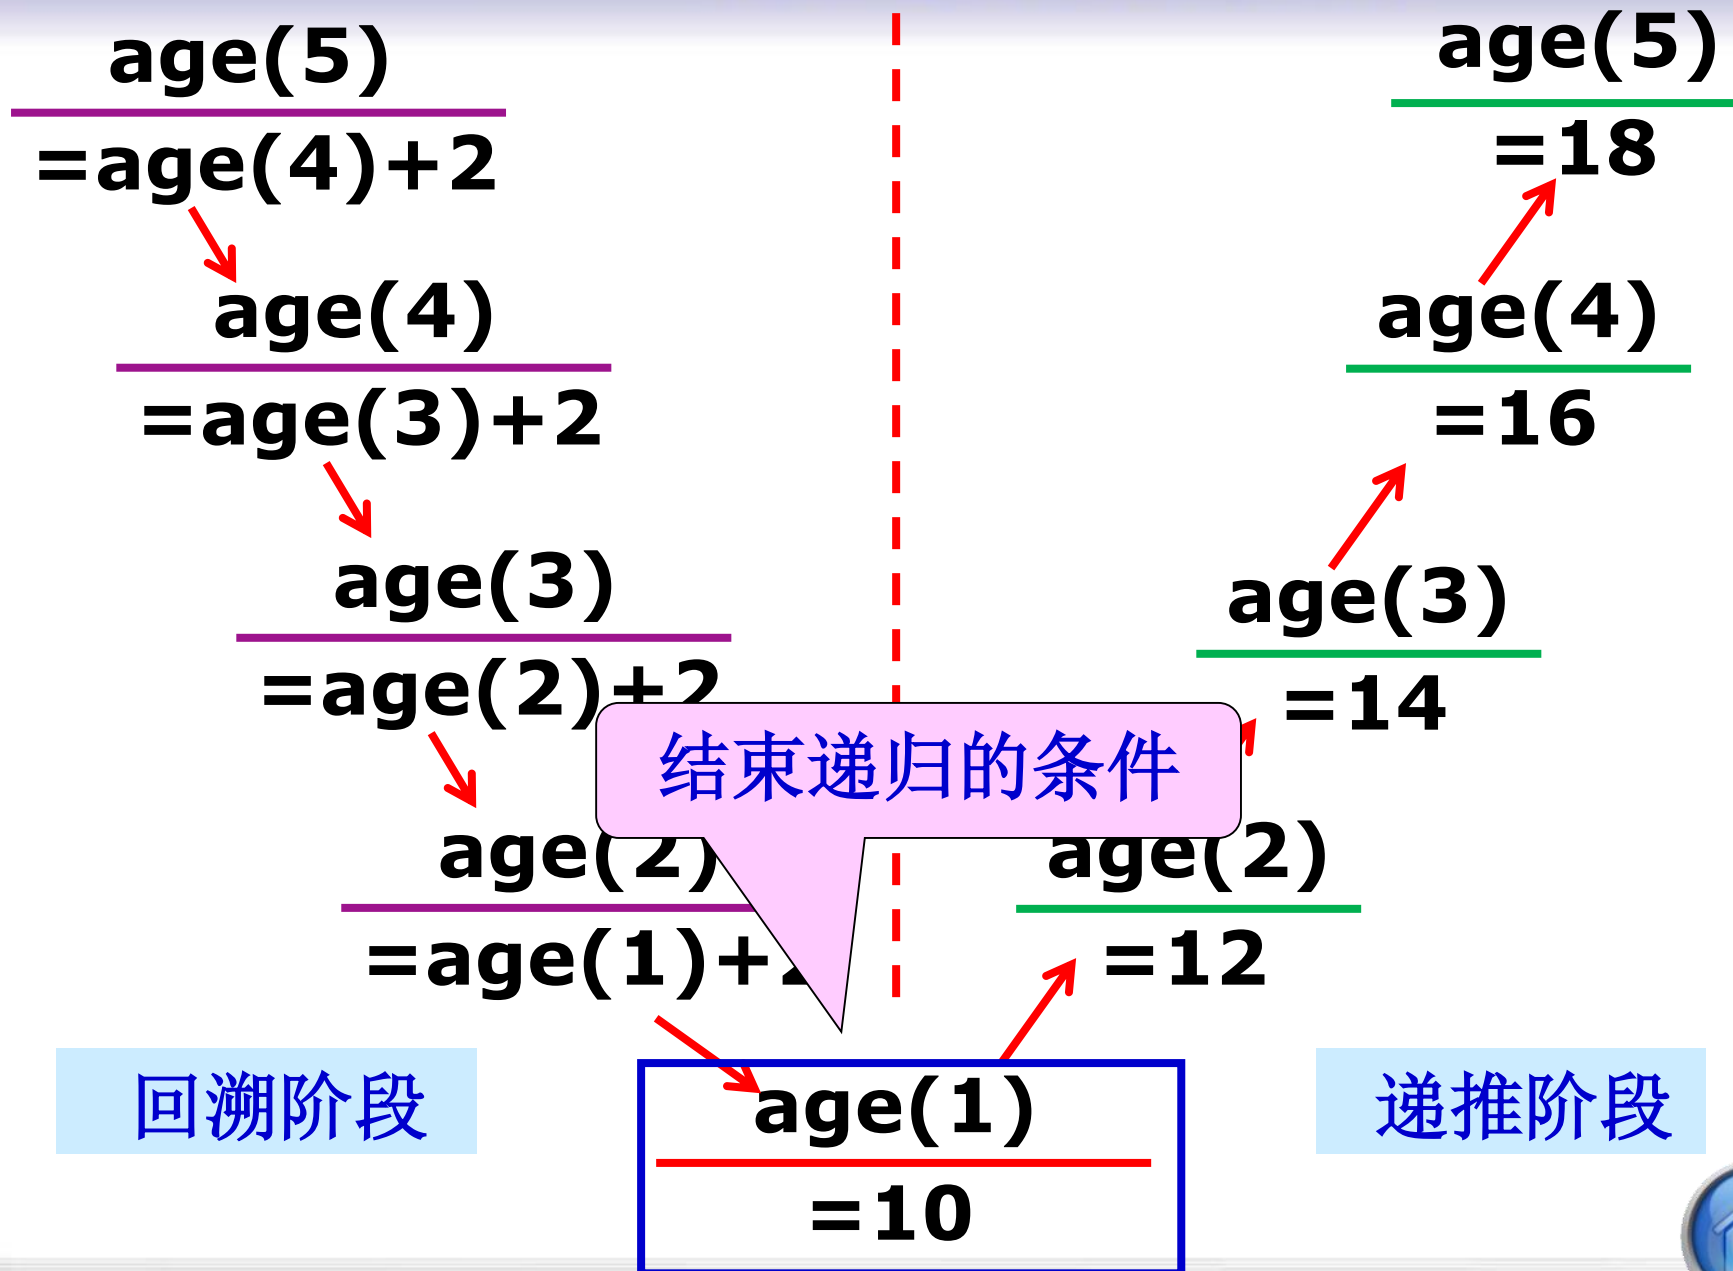 age(5)
=age(4)+2
age(4)
=age(3)+2
age(3)
=age(2)+2
age(2)
=age(1)+2
结束递归的条件
age(1)
=10
age(2)
=12
age(3)
=14
age(4)
=16
age(5)
=18
回溯阶段
递推阶段